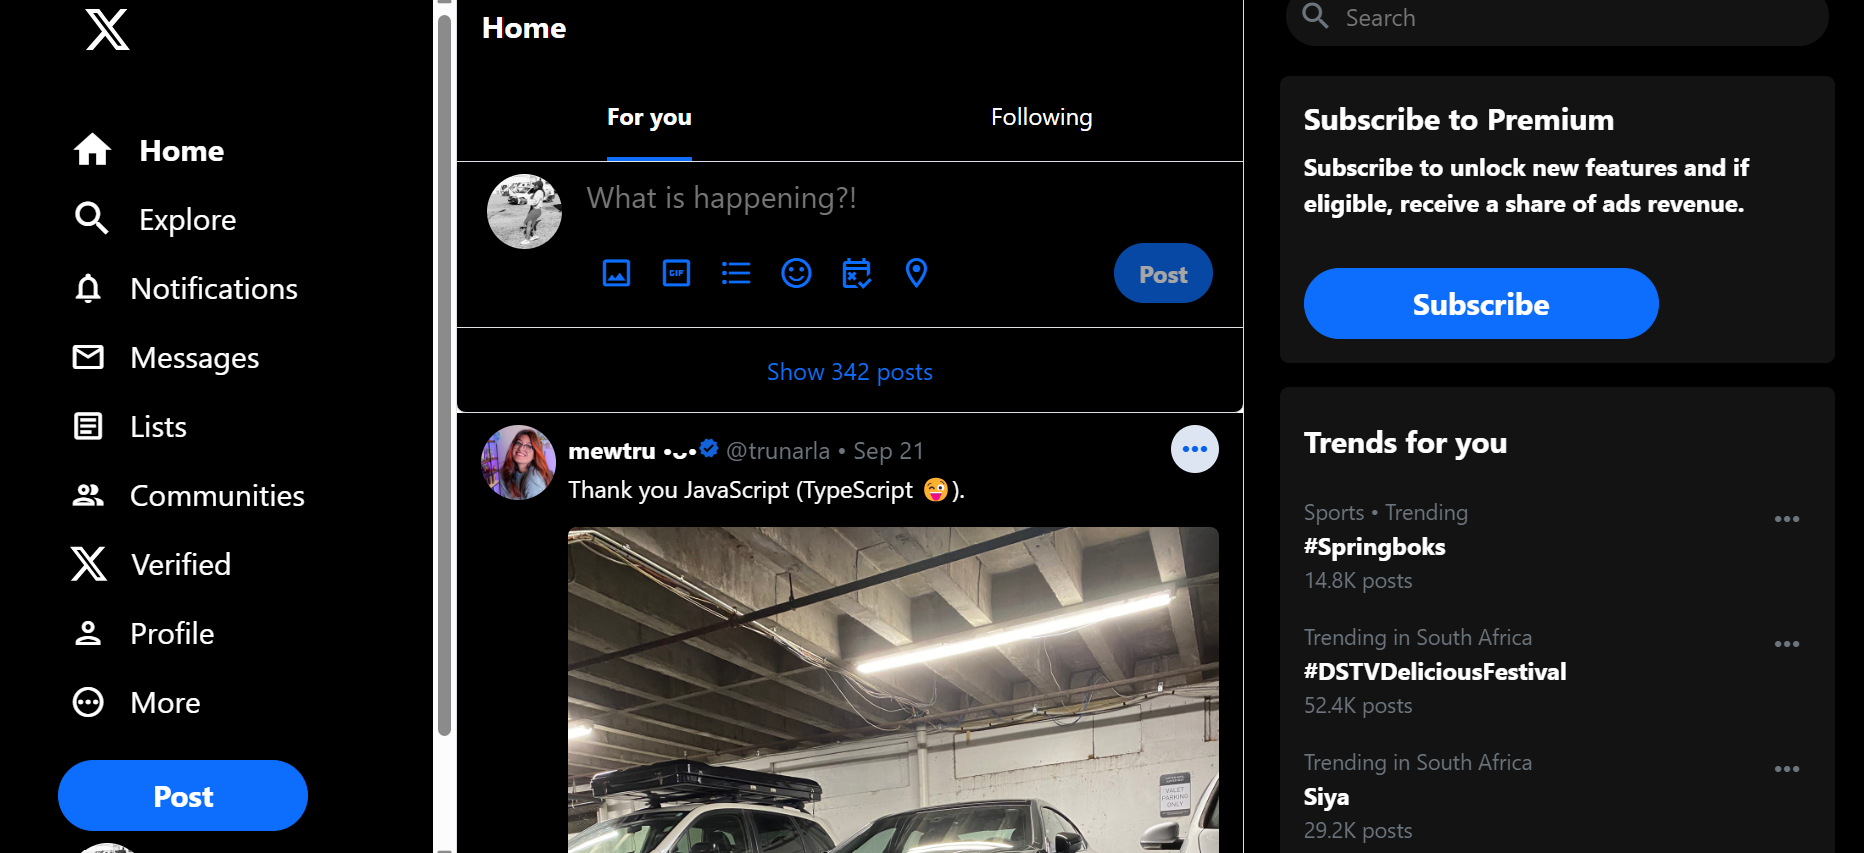 Home
Explore
Notifications
Messages
Lists
Communities
Verified
Profile
More
Post
Home
For you
Following
What is happening?!
GIF
Post
Show 342 posts
mewtru •ᴗ• @trunarla • Sep 21
Thank you JavaScript (TypeScript 😜).
VALET
PARKING
ONLY
Search
Subscribe to Premium
Subscribe to unlock new features and if
eligible, receive a share of ads revenue.
Subscribe
Trends for you
Sports • Trending
#Springboks
14.8K posts
Trending in South Africa
#DSTVDeliciousFestival
52.4K posts
Trending in South Africa
Siya
29.2K posts